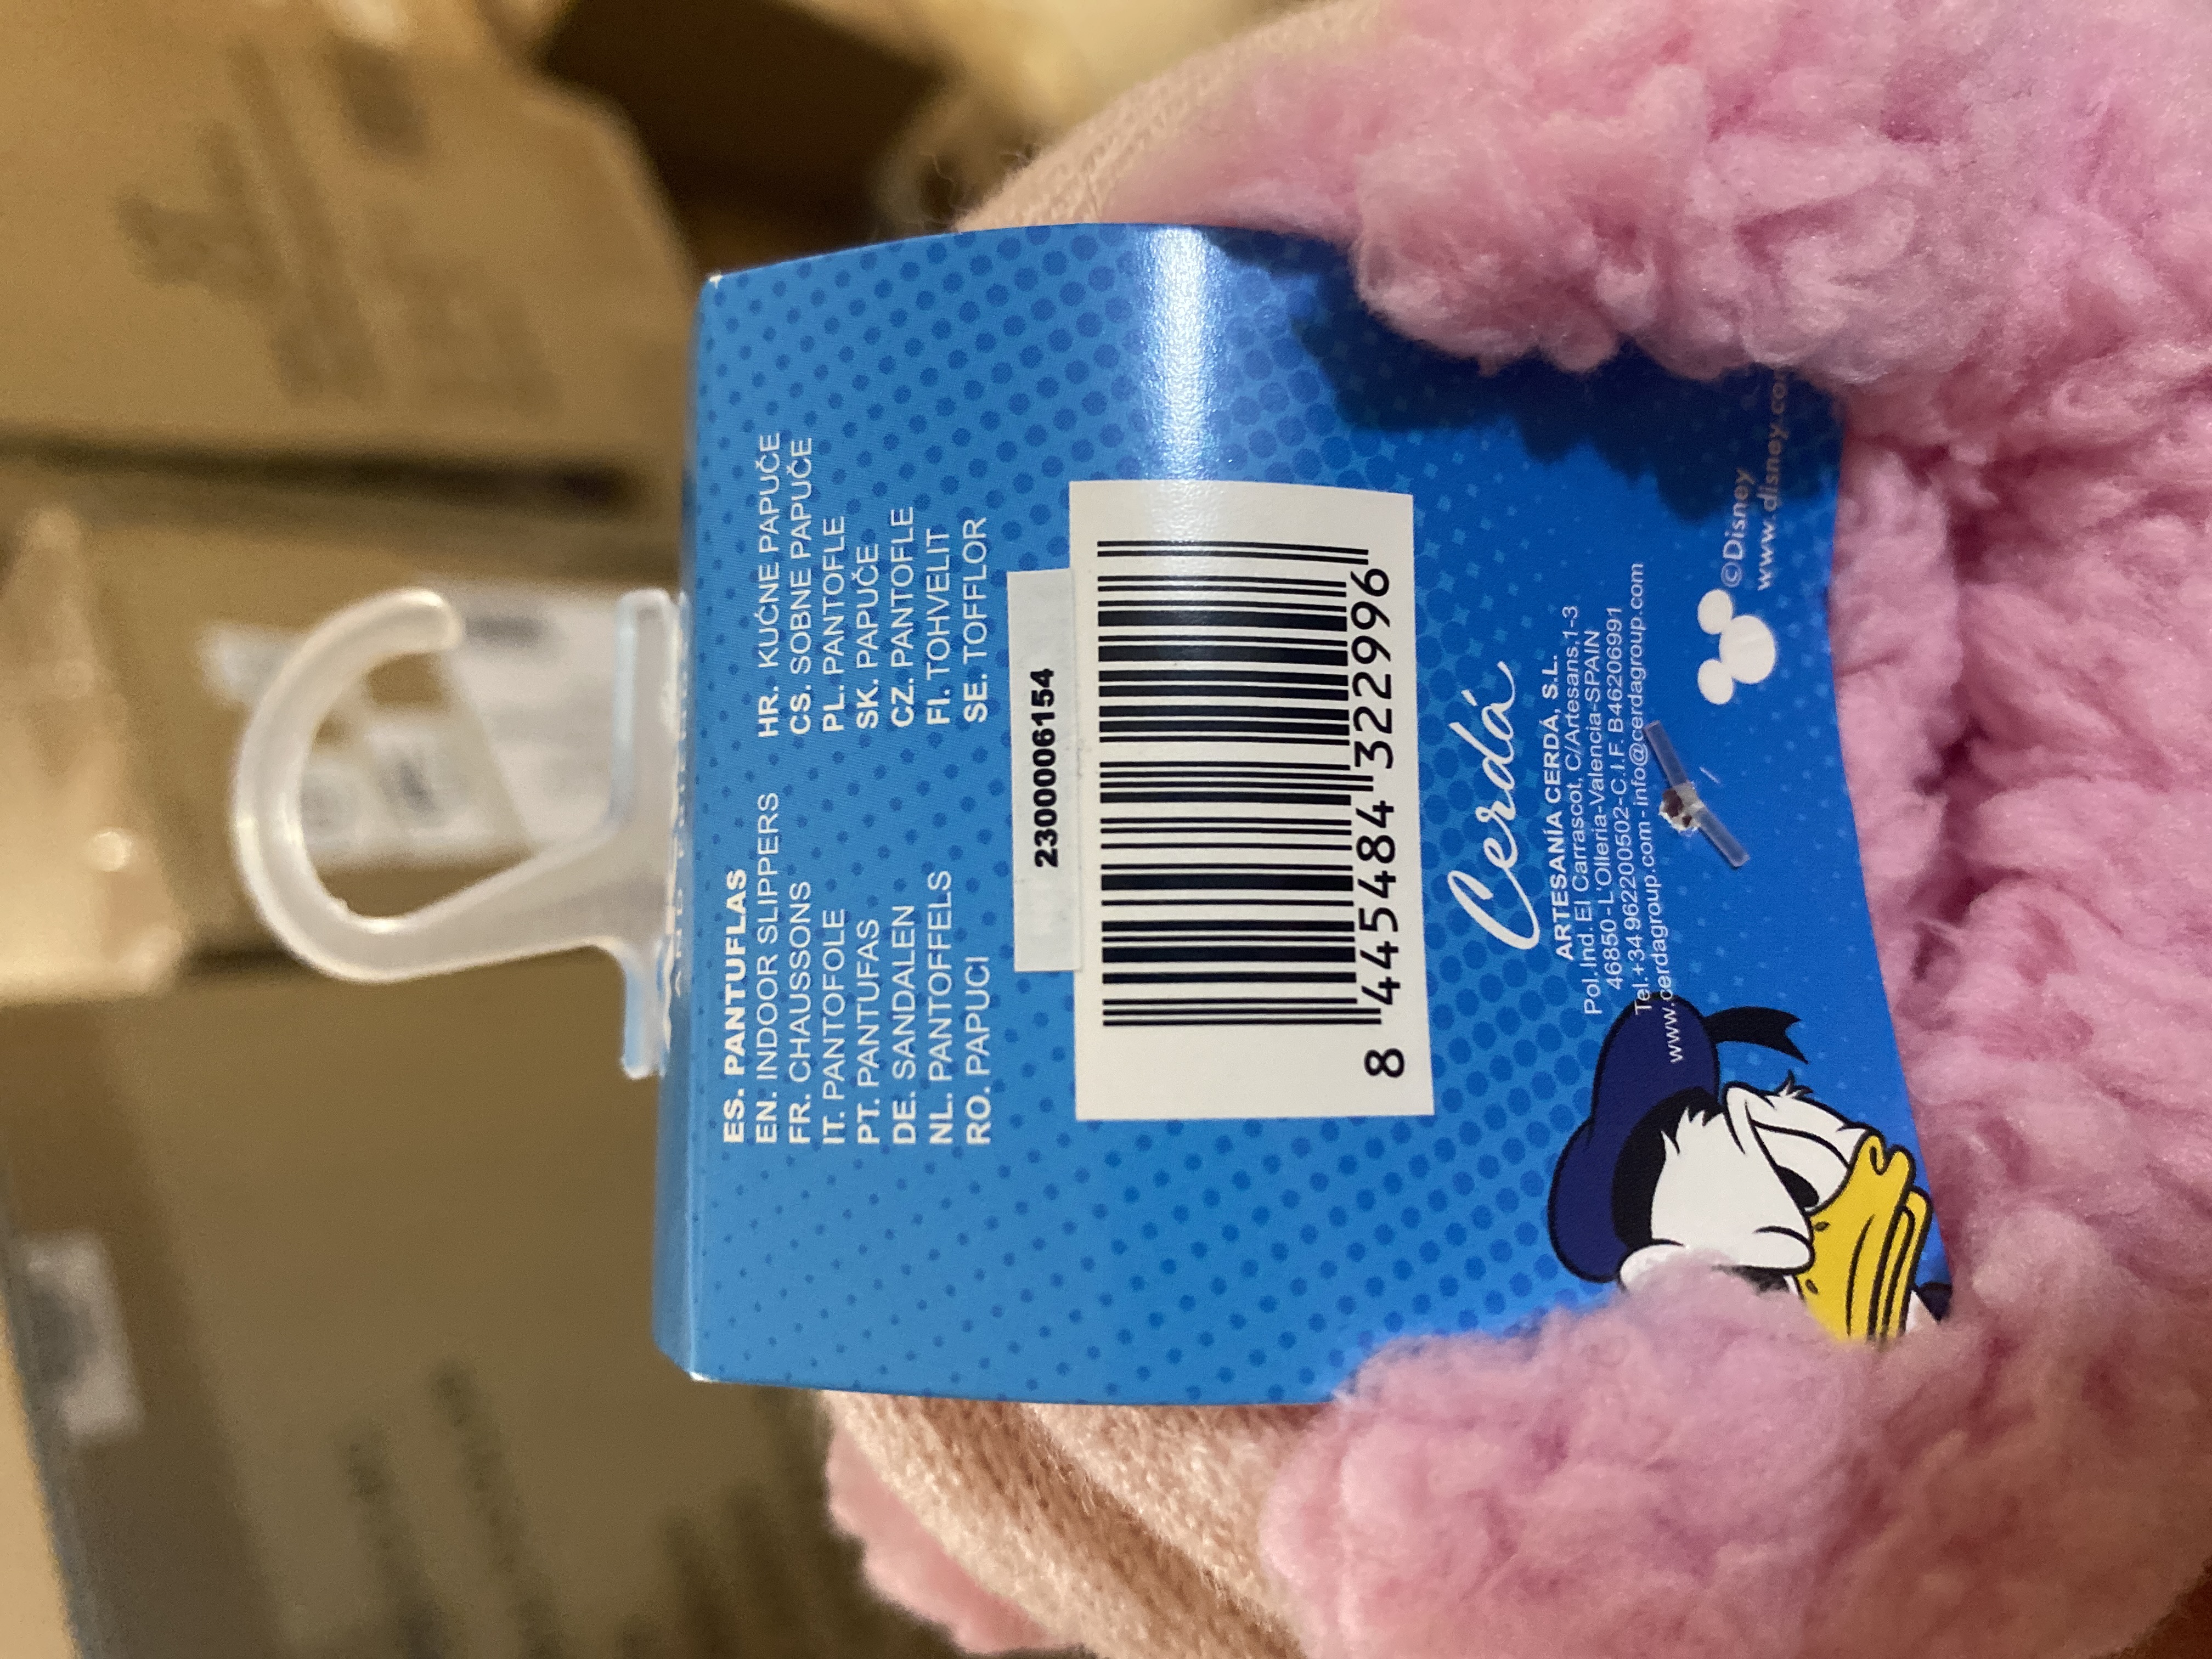 ES. PANTUFLAS
EN. INDOOR SLIPPERS
FR. CHAUSSONS
IT. PANTOFOLE
PT. PANTUFAS
DE. SANDALEN
NL. PANTOFFELS
RO. PAPUCI
HR. KUĆNE PAPUČE
CS. SOBNE PAPUČE
PL. PANTOFLE
SK. PAPUČE
CZ. PANTOFLE
FI. TOHVELIT
SE. TOFFLOR
2300006154
8 445484 322996
Cerdá
ARTESANÍA CERDÁ, S.L.
Pol. Ind. El Carrascot, C/Artesans,1-3
46850-L'Olleria-Valencia-SPAIN
Tel.+34962200502-C.I.F. B46206991
www.cerdagroup.com-info@cerdagroup.com
©Disney
www.disney.co